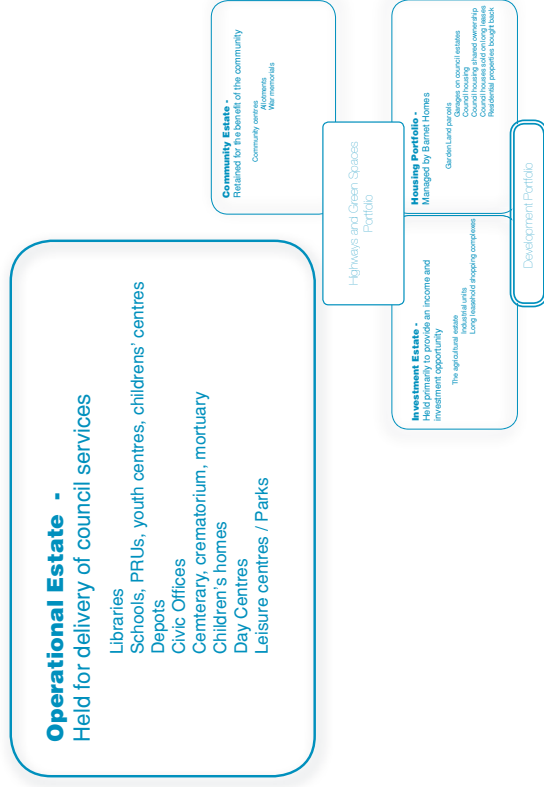 Operational Estate -
Held for delivery of council services
Libraries
Schools, PRUs, youth centres, childrens’ centres
Depots
Civic Offices
Cemterary, crematorium, mortuary
Children’s homes
Day Centres
Leisure centres / Parks
Community Estate -
Retained for the benefit of the community
Community centres
Allotments
War memorials
Highways and Green Spaces
Portfolio
Investment Estate -
Held primarily to provide an income and
investment opportunity
The agricultural estate
Industrial units
Long leasehold shopping complexes
Housing Portfolio -
Managed by Barnet Homes
Garden Land parcels
Garages on council estates
Council housing
Council housing shared ownership
Council houses sold on long leases
Residential properties bought back
Development Portfolio